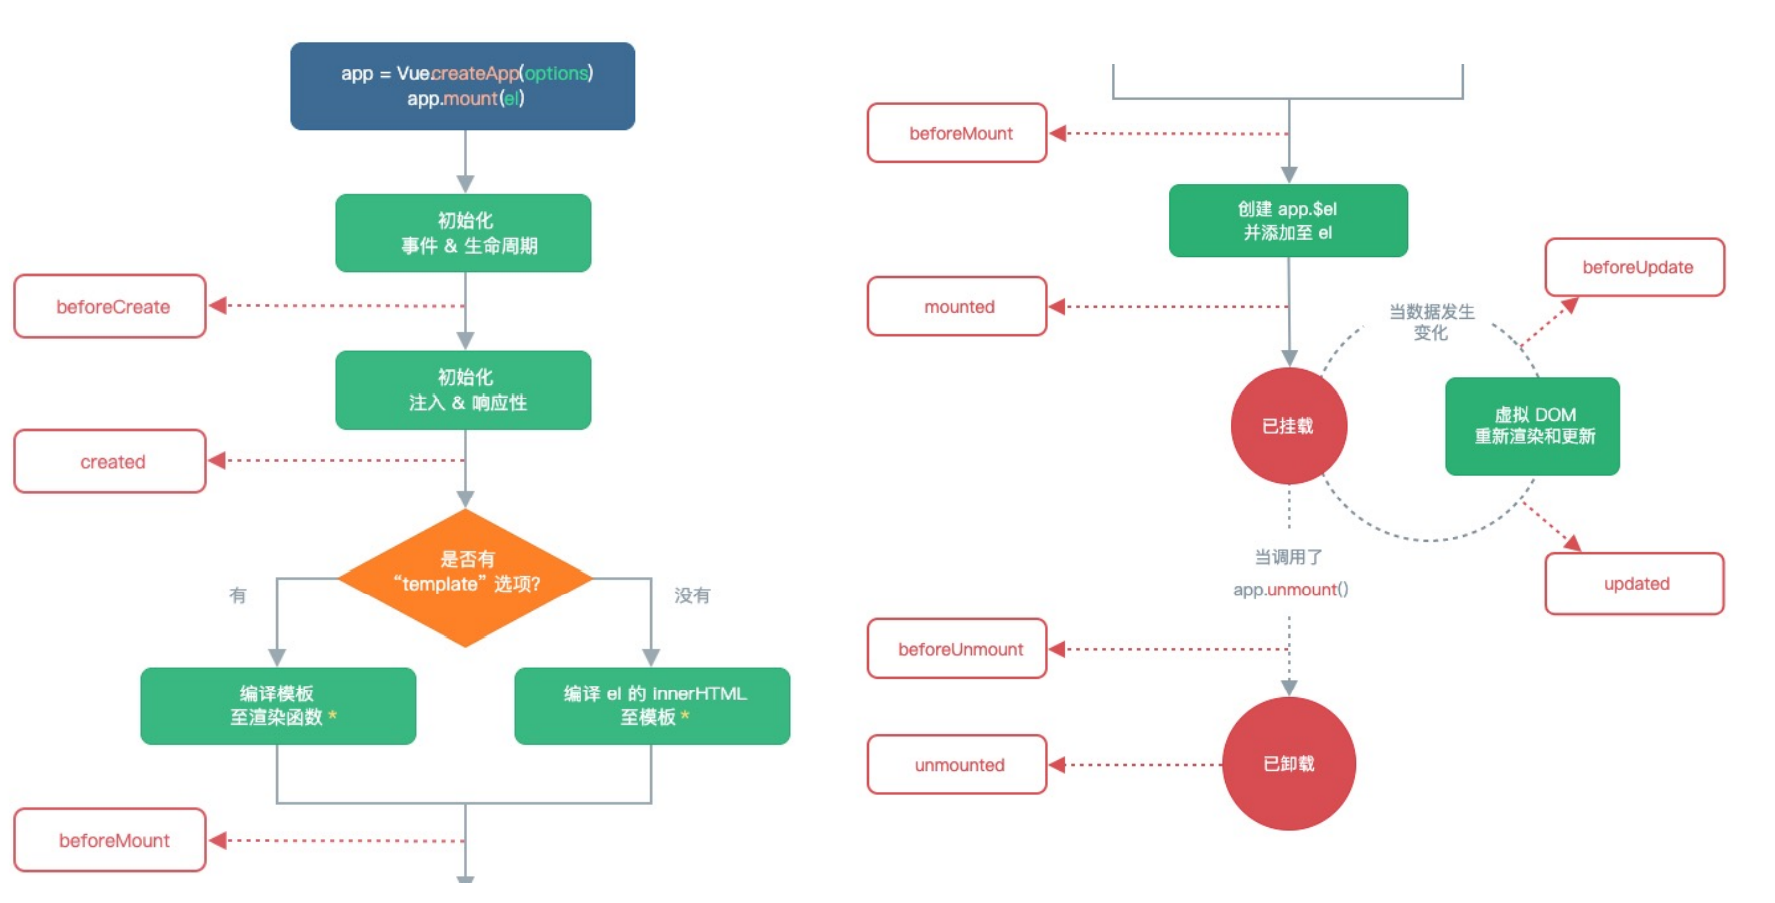 app = Vue.createApp(options)
app.mount(el)
初始化
事件 & 生命周期
beforeCreate
初始化
注入 & 响应性
created
是否有
“template” 选项?
有
没有
编译模板
至渲染函数 *
编译 el 的 innerHTML
至模板 *
beforeMount
beforeMount
创建 app.$el
并添加至 el
mounted
beforeUpdate
当数据发生
变化
已挂载
虚拟 DOM
重新渲染和更新
当调用了
app.unmount()
updated
beforeUnmount
unmounted
已卸载